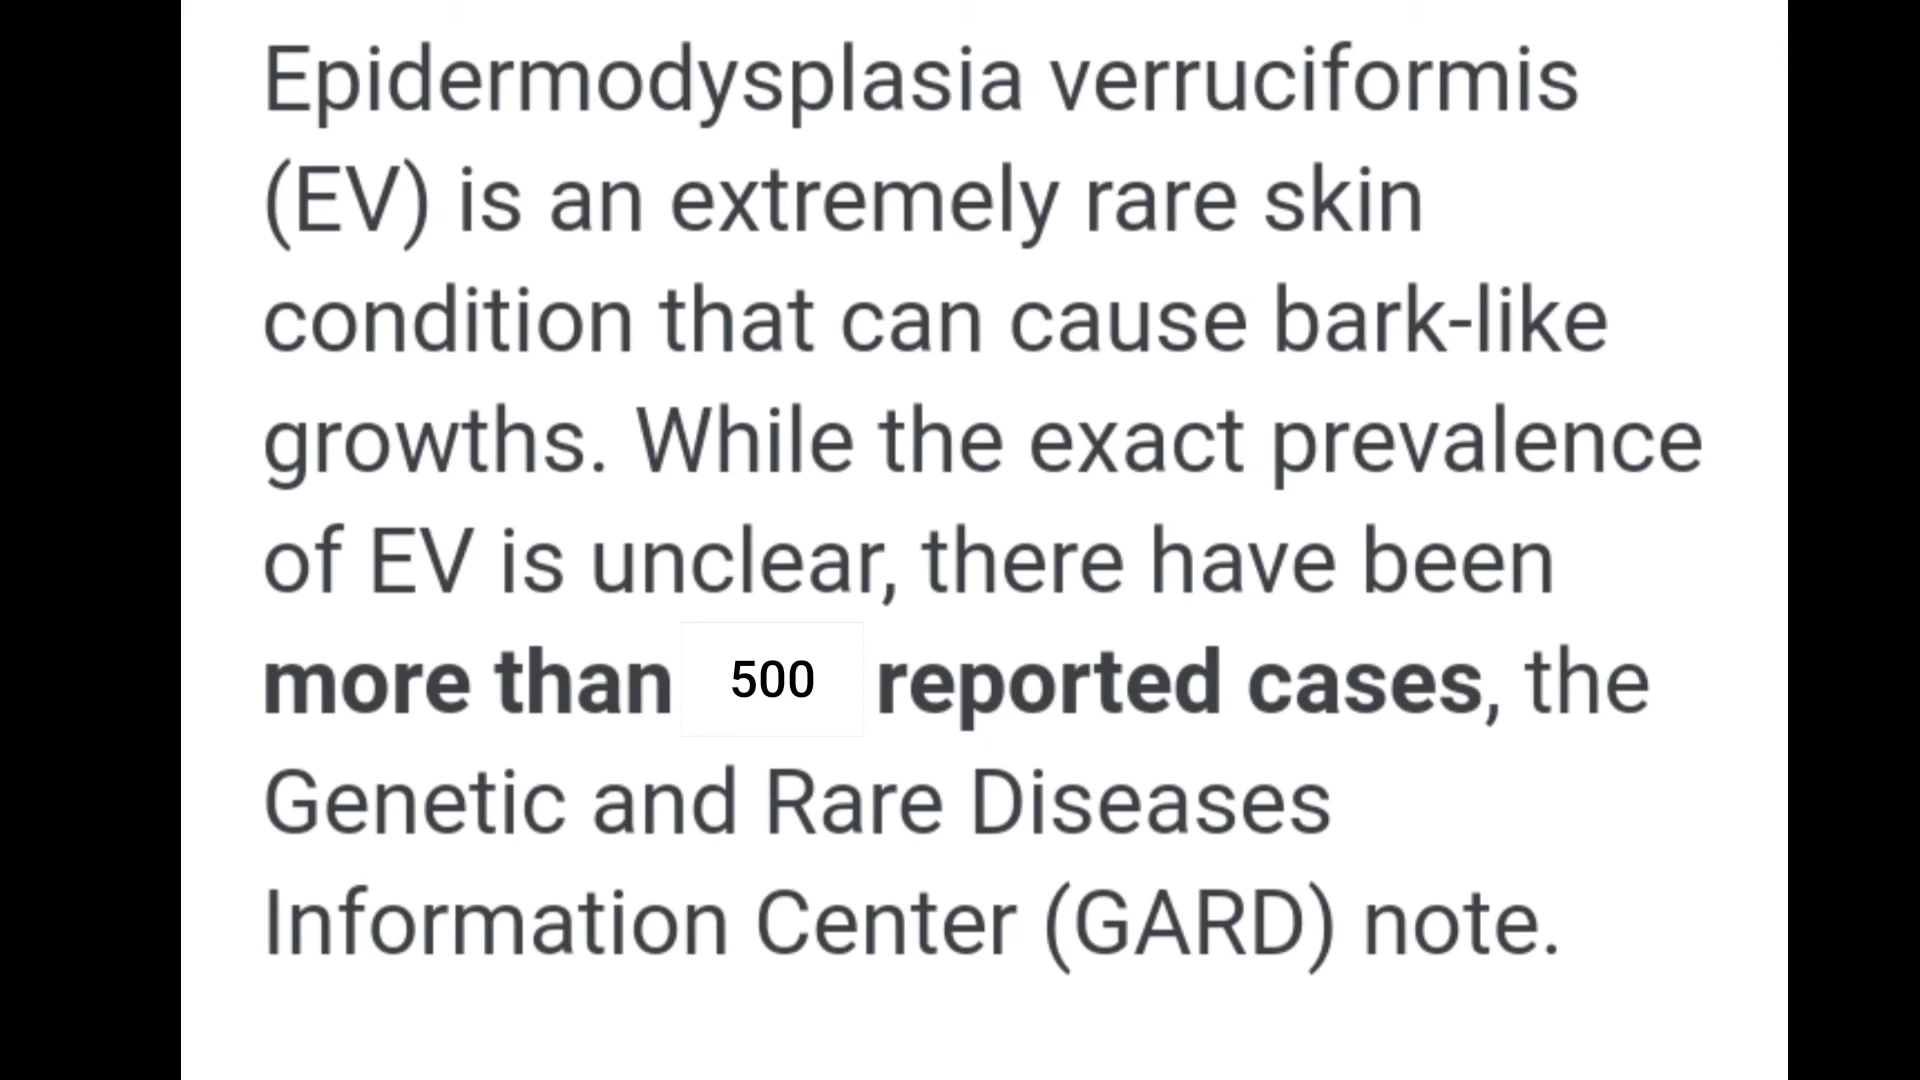 Epidermodysplasia verruciformis
(EV) is an extremely rare skin
condition that can cause bark-like
growths. While the exact prevalence
of EV is unclear, there have been
more than 500 reported cases, the
Genetic and Rare Diseases
Information Center (GARD) note.